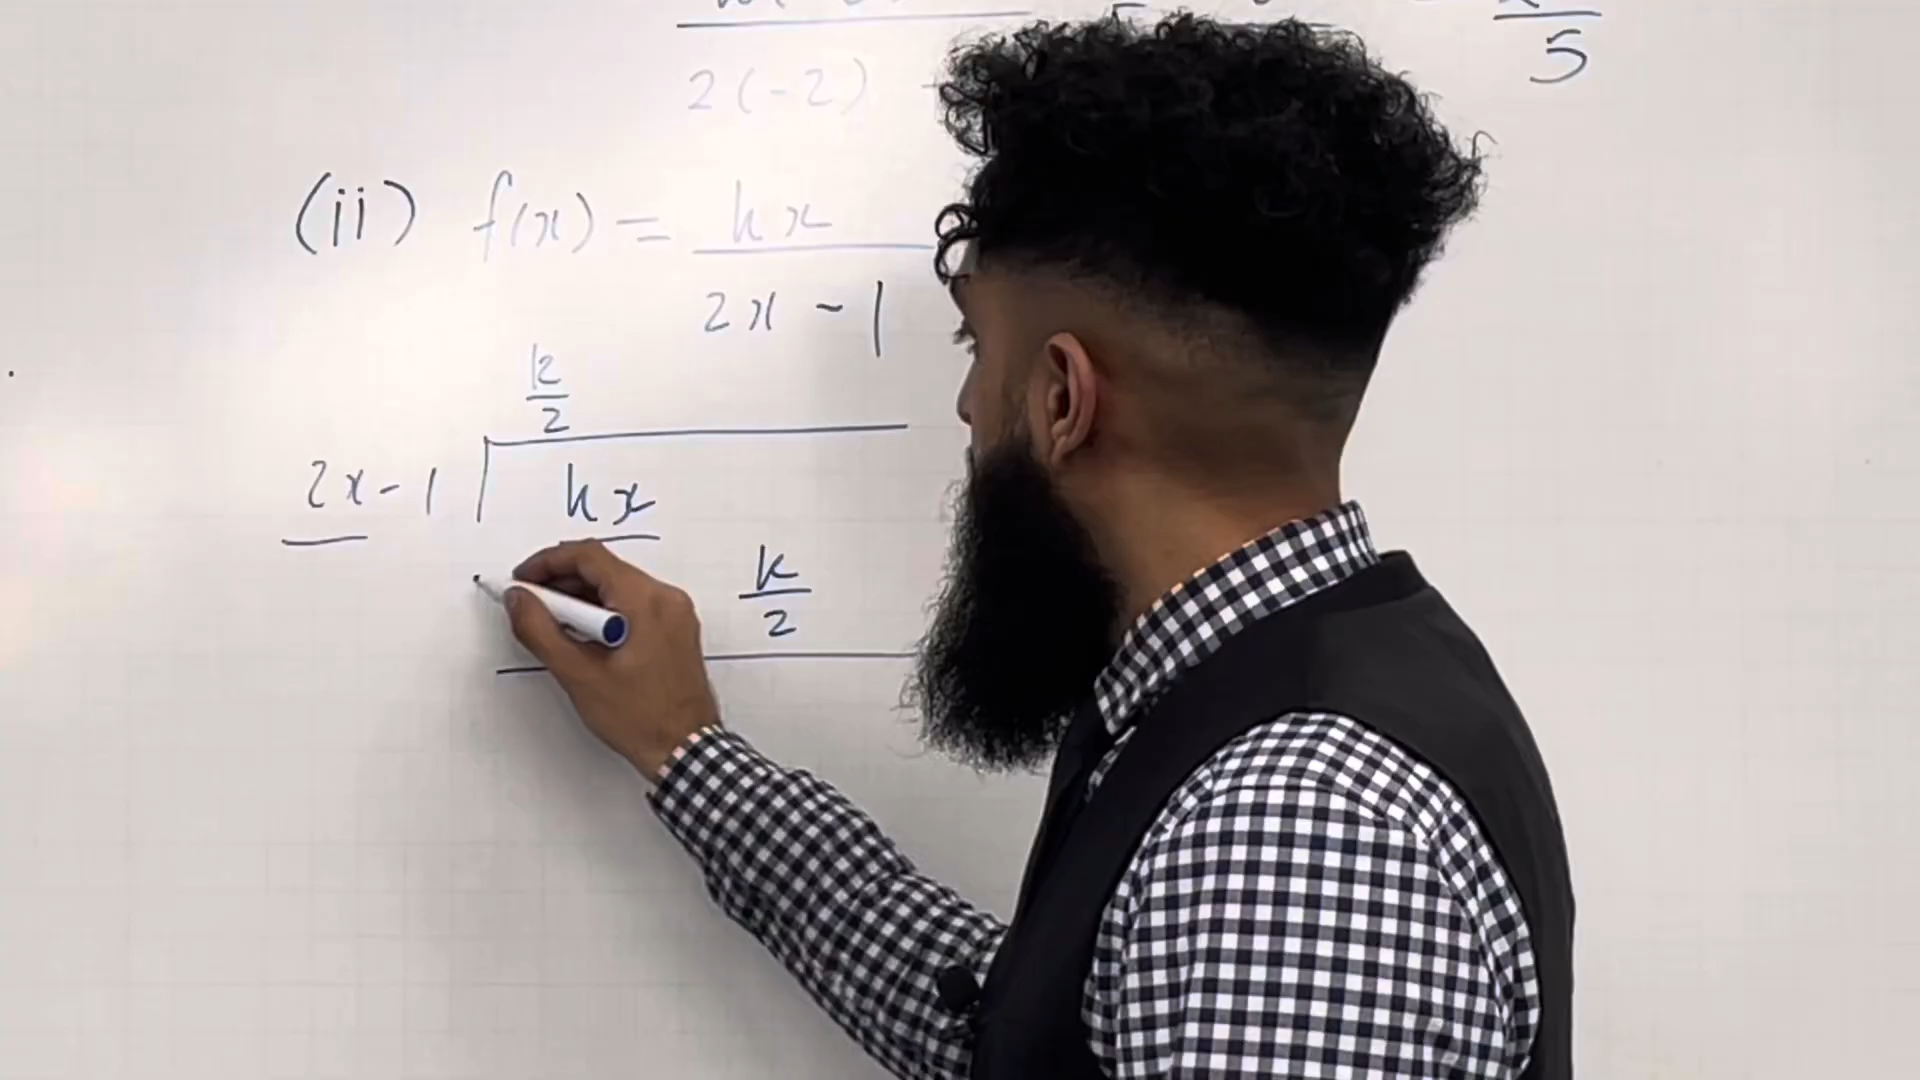 2(-2)
5
(ii) f(x) = kx
2x - 1
k
2
2x-1 kx
k
2